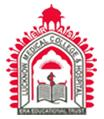 LUCKNOW MEDICAL COLLEGE & HOSPITAL
ERA EDUCATIONAL TRUST